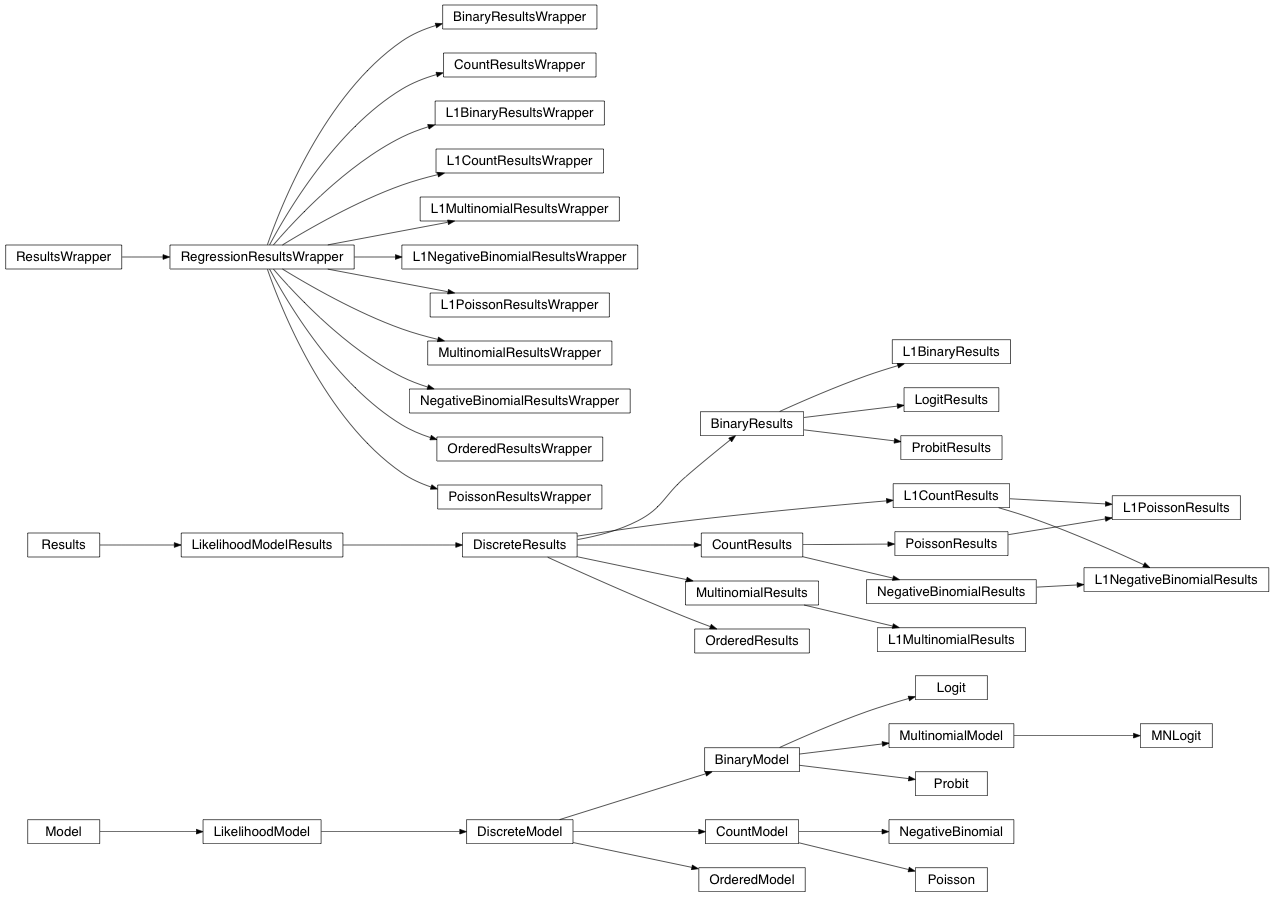 BinaryResultsWrapper
CountResultsWrapper
L1BinaryResultsWrapper
L1CountResultsWrapper
L1MultinomialResultsWrapper
ResultsWrapper
RegressionResultsWrapper
L1NegativeBinomialResultsWrapper
L1PoissonResultsWrapper
MultinomialResultsWrapper
NegativeBinomialResultsWrapper
OrderedResultsWrapper
PoissonResultsWrapper
L1BinaryResults
LogitResults
BinaryResults
ProbitResults
L1CountResults
L1PoissonResults
Results
LikelihoodModelResults
DiscreteResults
CountResults
PoissonResults
L1NegativeBinomialResults
MultinomialResults
NegativeBinomialResults
OrderedResults
L1MultinomialResults
Logit
MultinomialModel
MNLogit
BinaryModel
Probit
Model
LikelihoodModel
DiscreteModel
CountModel
NegativeBinomial
OrderedModel
Poisson